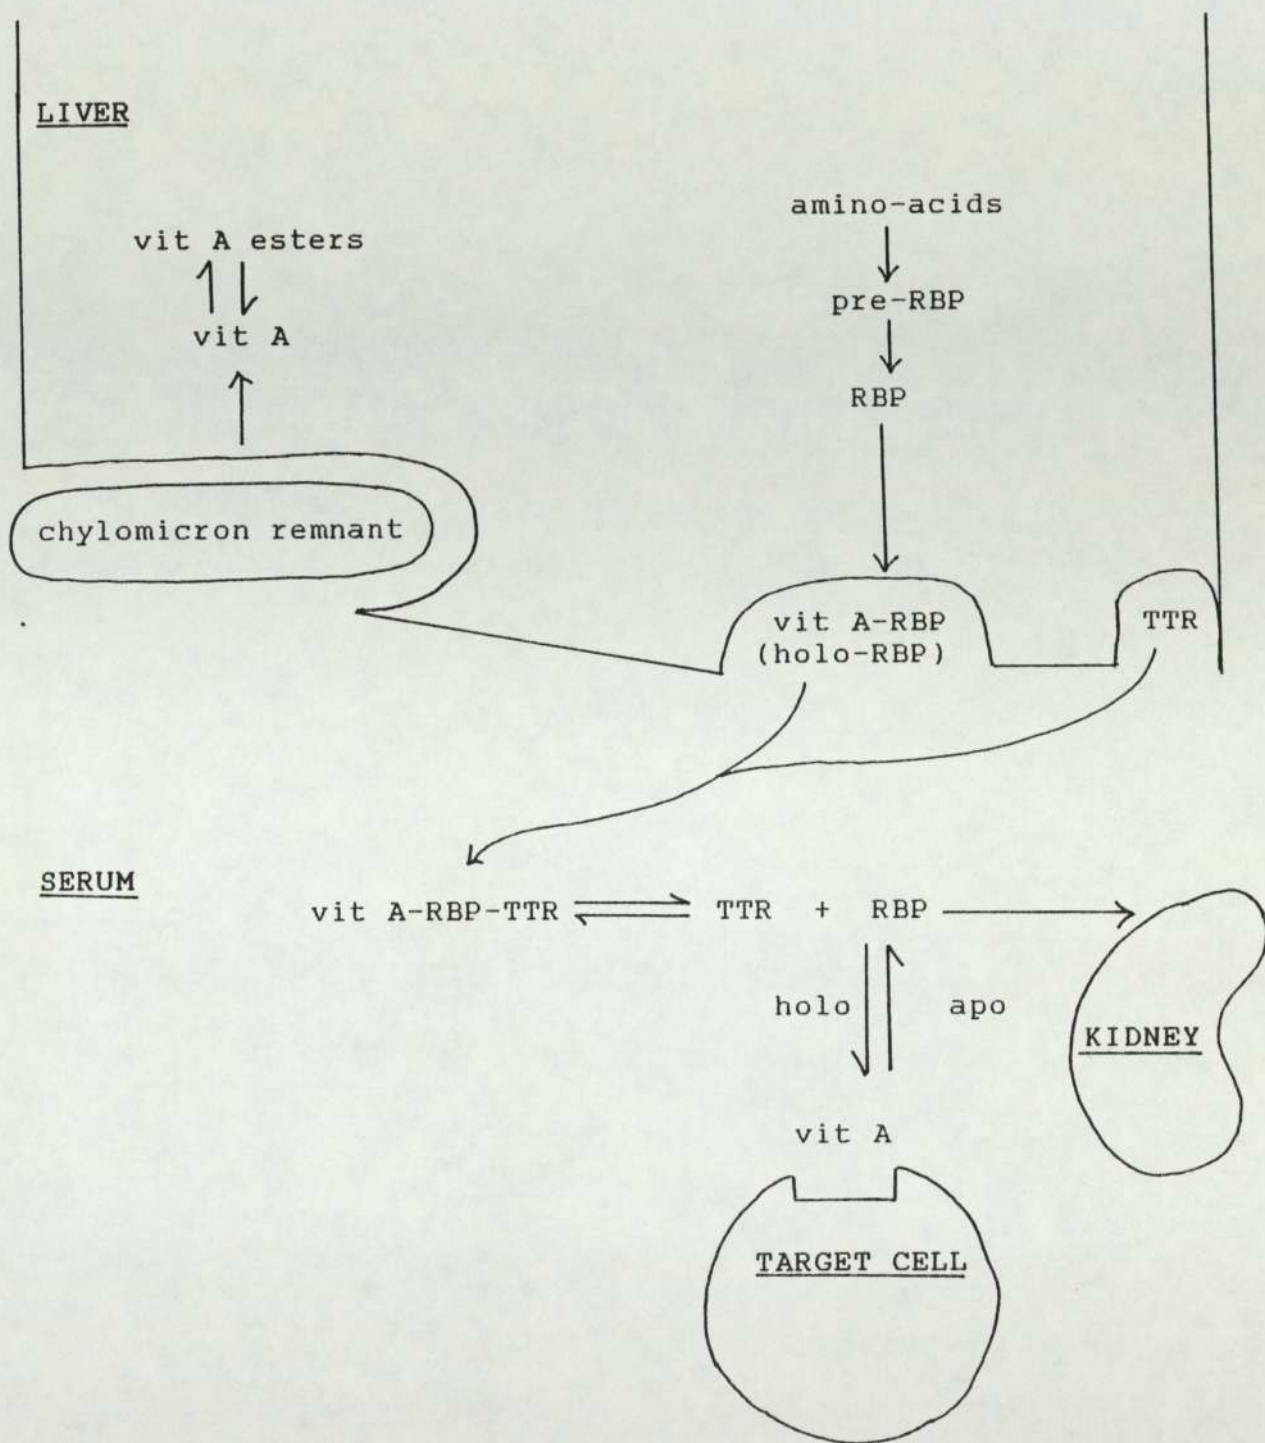 LIVER
amino-acids
vit A esters
pre-RBP
vit A
RBP
chylomicron remnant
vit A-RBP
(holo-RBP)
TTR
SERUM
vit A-RBP-TTR ⇌ TTR + RBP
holo apo
KIDNEY
vit A
TARGET CELL